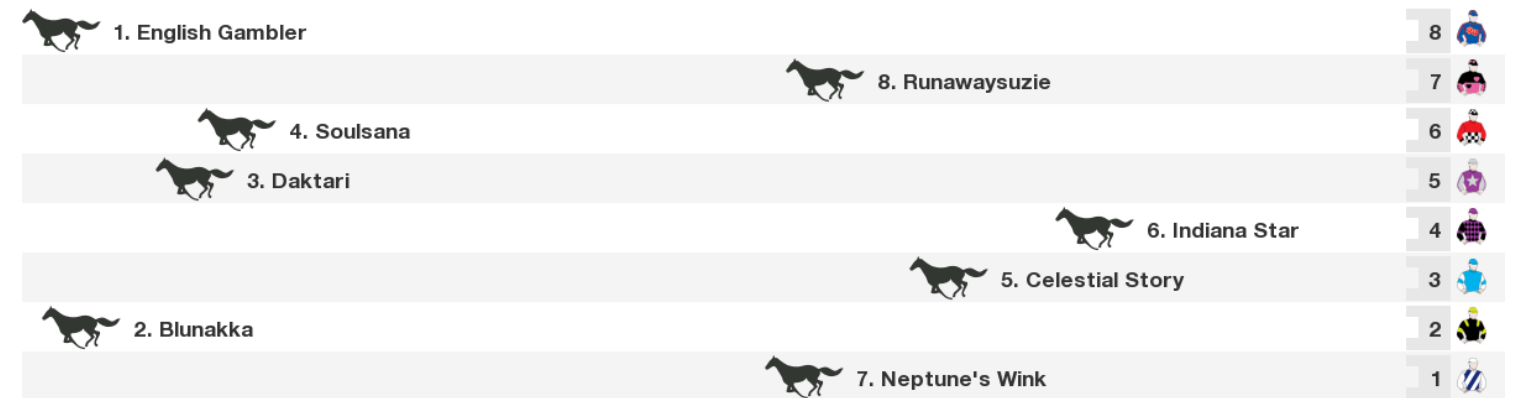 1. English Gambler 8
8. Runawaysuzie 7
4. Soulsana 6
3. Daktari 5
6. Indiana Star 4
5. Celestial Story 3
2. Blunakka 2
7. Neptune's Wink 1